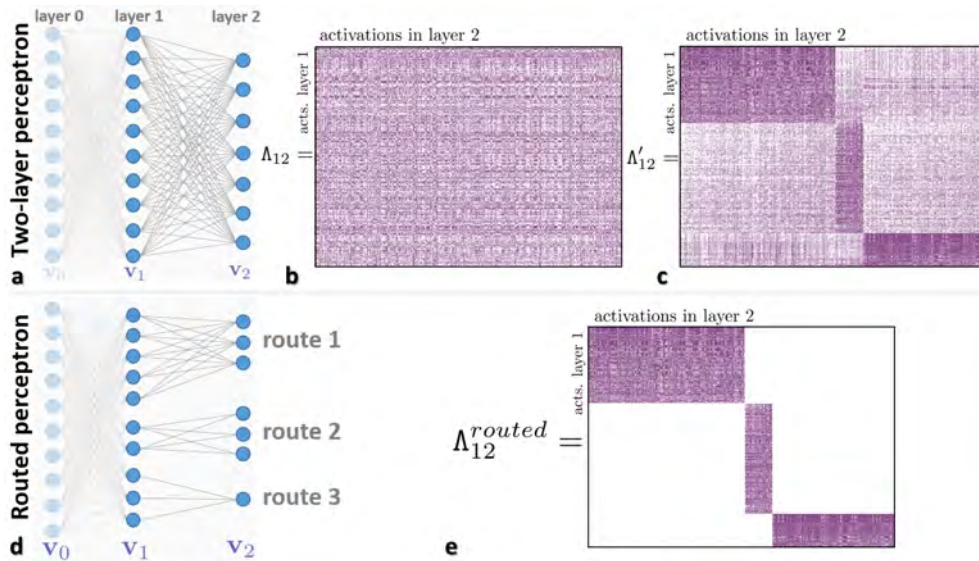 Two-layer perceptron
layer 0 layer 1 layer 2
v₀ v₁ v₂
a
activations in layer 2
acts. layer 1
Λ₁₂ =
b
activations in layer 2
acts. layer 1
Λ′₁₂ =
c
Routed perceptron
route 1
route 2
route 3
v₀ v₁ v₂
d
activations in layer 2
acts. layer 1
Λ₁₂^routed =
e